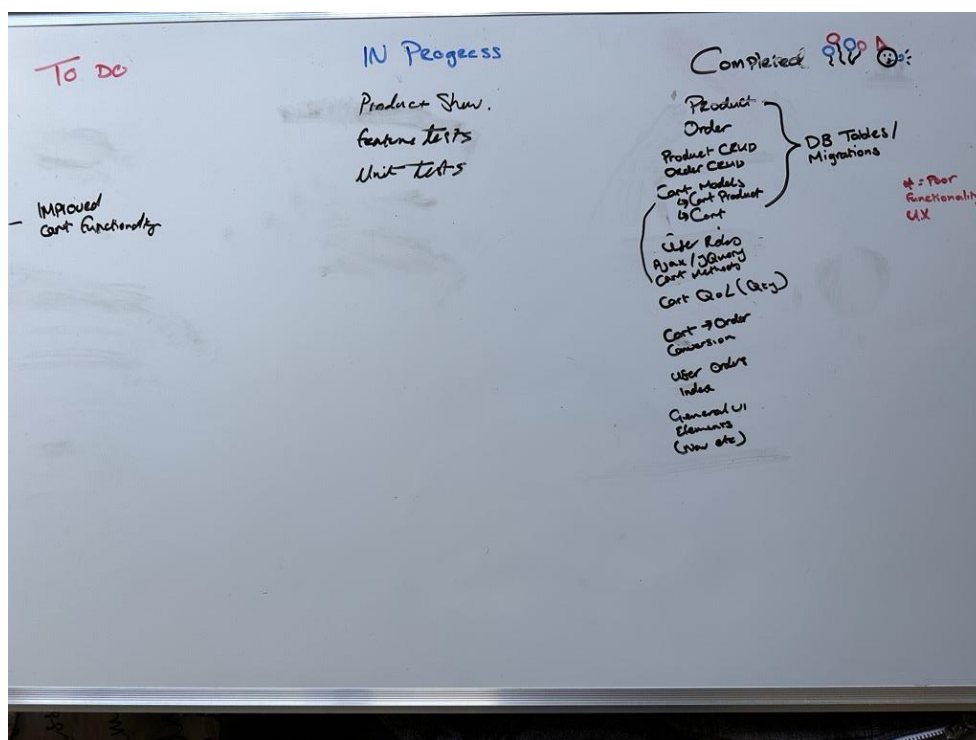 To Do
- Improved
Cart Functionality
IN Progress
Product Show.
Feature tests
Unit tests
Completed
Product
Order
Product CRUD
Order CRUD
Cart Models
↳ Cart Product
↳ Cart
User Roles
Ajax / JQuery
Cart Methods
Cart QoL (Qty)
Cart → Order
Conversion
User Orders
Index
General UI
Elements
(Nav etc)
DB Tables/
Migrations
* = Poor
Functionality
UX